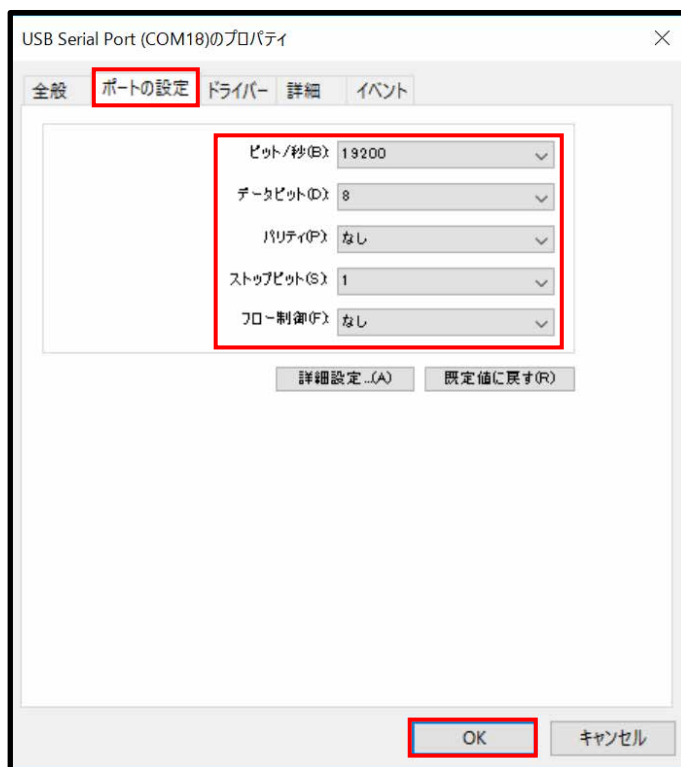 USB Serial Port (COM18)のプロパティ
全般 ポートの設定 ドライバー 詳細 イベント
ビット/秒(B): 19200
データ ビット(D): 8
パリティ(P): なし
ストップ ビット(S): 1
フロー制御(F): なし
詳細設定...(A) 既定値に戻す(R)
OK キャンセル